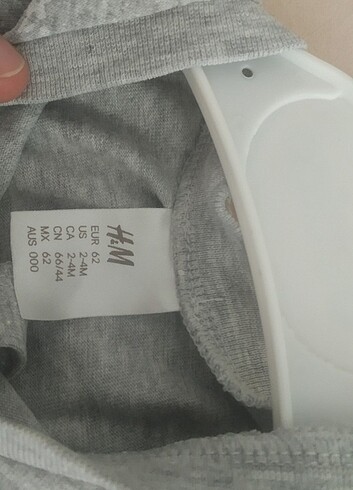 H&M
EUR 62
US 2-4M
CA 2-4M
CN 66/44
MX 62
AUS 000